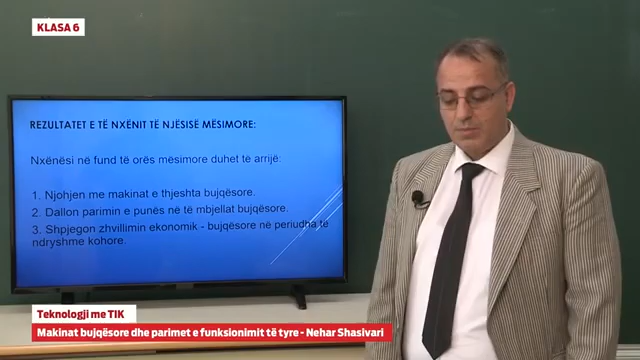 KLASA 6
REZULTATET E TË NXËNIT TË NJËSISË MËSIMORE:
Nxënësi në fund të orës mësimore duhet të arrijë:
1. Njohjen me makinat e thjeshta bujqësore.
2. Dallon parimin e punës në të mbjellat bujqësore.
3. Shpjegon zhvillimin ekonomik - bujqësore në periudha të
ndryshme kohore.
Teknologji me TIK
Makinat bujqësore dhe parimet e funksionimit të tyre - Nehar Shasivari